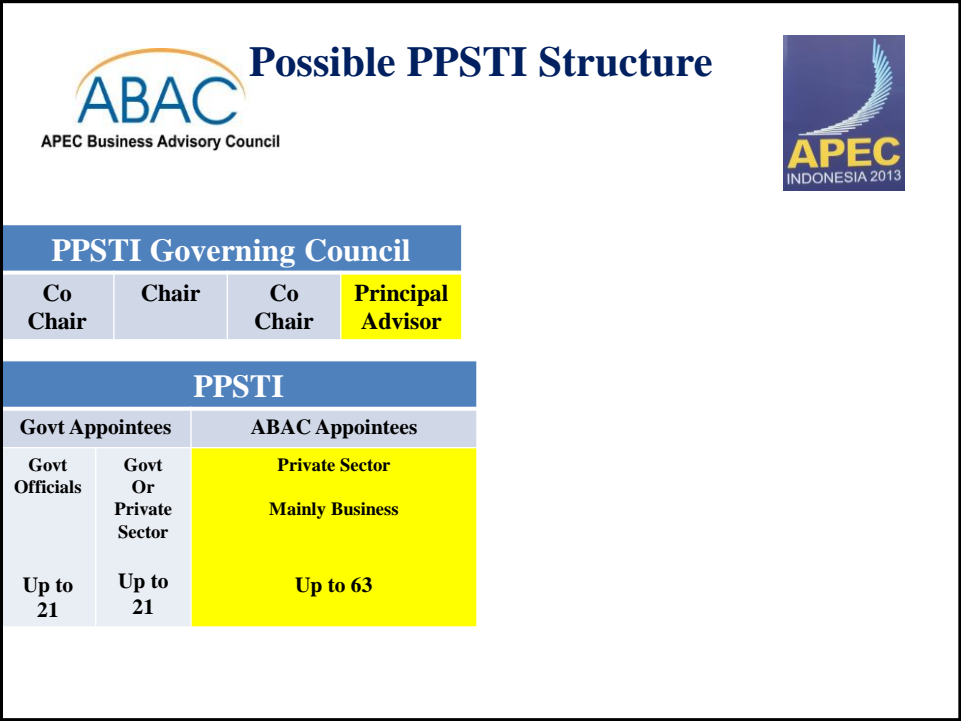 Possible PPSTI Structure
ABAC
APEC Business Advisory Council
APEC
INDONESIA 2013
PPSTI Governing Council
Co
Chair
Chair
Co
Chair
Principal
Advisor
PPSTI
Govt Appointees
ABAC Appointees
Govt
Officials
Up to
21
Govt
Or
Private
Sector
Up to
21
Private Sector
Mainly Business
Up to 63